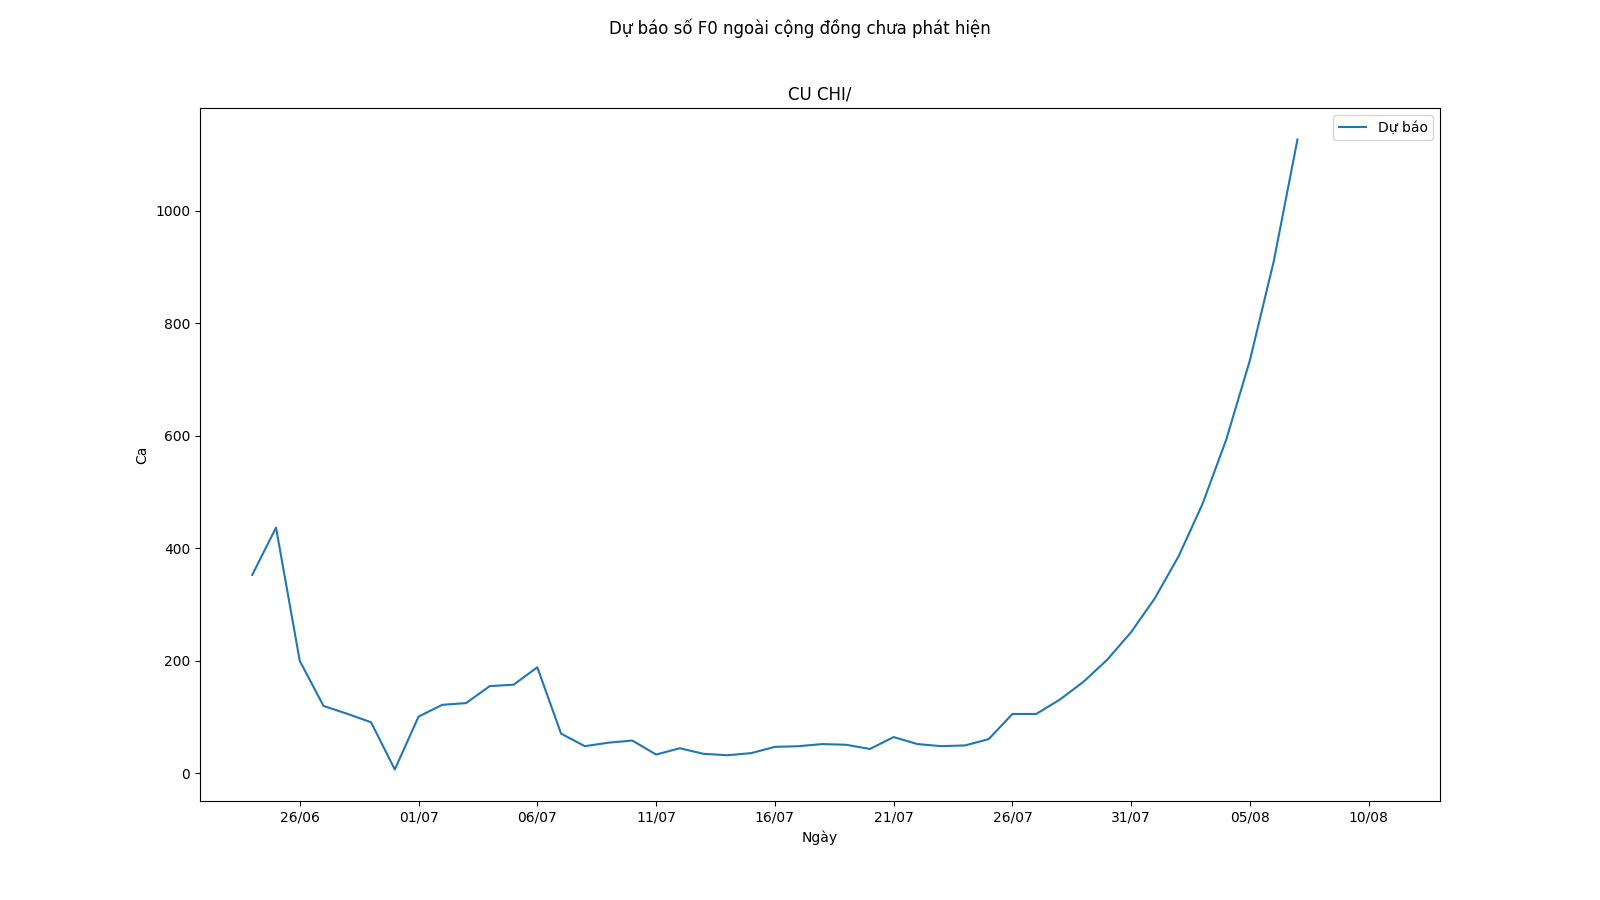 Dự báo số F0 ngoài cộng đồng chưa phát hiện
CU CHI/
Dự báo
Ca
1000
800
600
400
200
0
26/06 01/07 06/07 11/07 16/07 21/07 26/07 31/07 05/08 10/08
Ngày